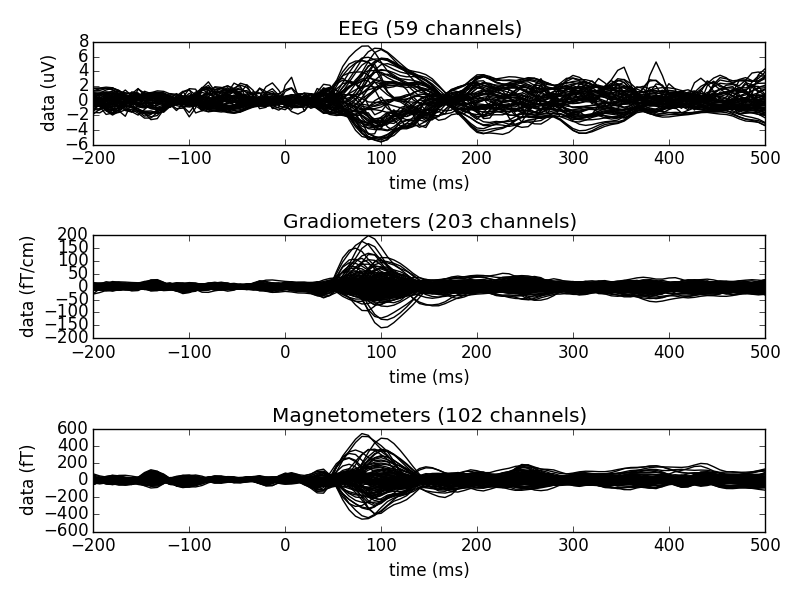 EEG (59 channels)
data (uV)
8
6
4
2
0
−2
−4
−6
−200 −100 0 100 200 300 400 500
time (ms)
Gradiometers (203 channels)
data (fT/cm)
200
150
100
50
0
−50
−100
−150
−200
−200 −100 0 100 200 300 400 500
time (ms)
Magnetometers (102 channels)
data (fT)
600
400
200
0
−200
−400
−600
−200 −100 0 100 200 300 400 500
time (ms)